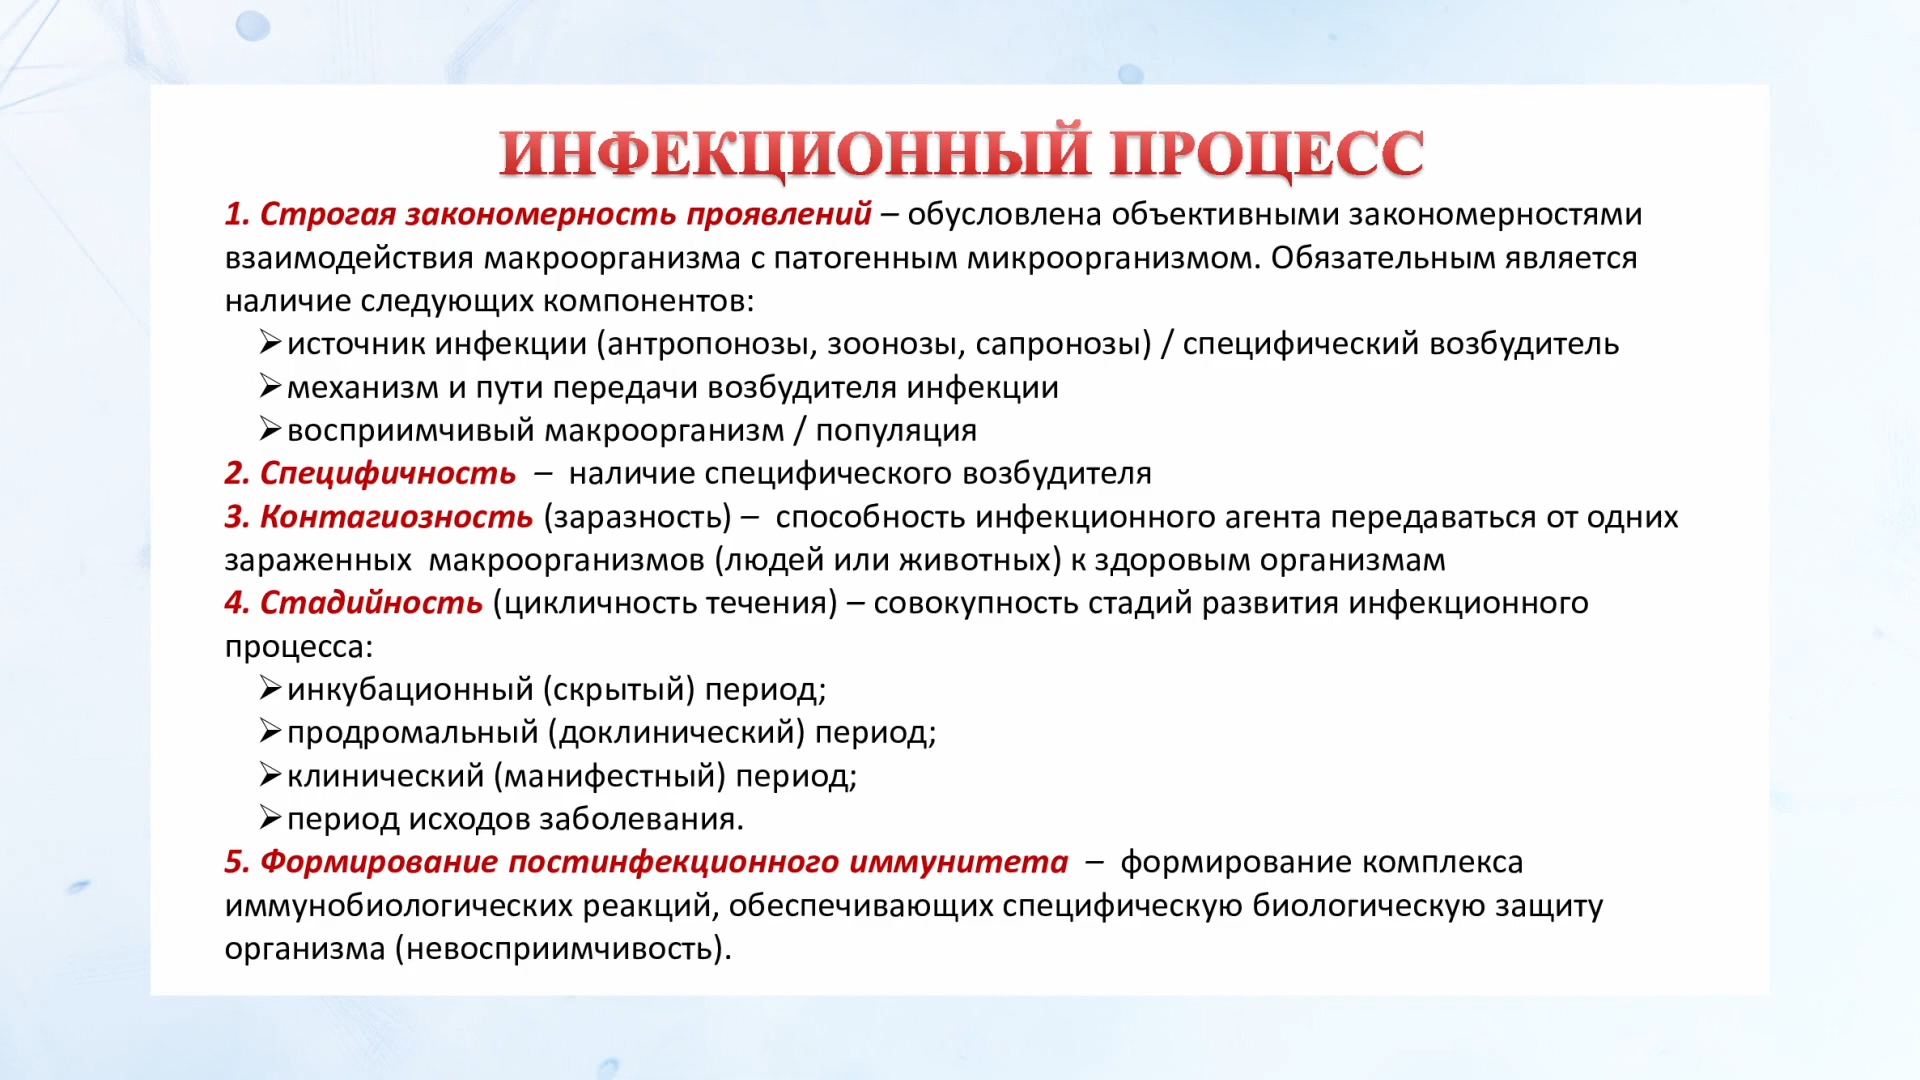 ИНФЕКЦИОННЫЙ ПРОЦЕСС
1. Строгая закономерность проявлений – обусловлена объективными закономерностями
взаимодействия макроорганизма с патогенным микроорганизмом. Обязательным является
наличие следующих компонентов:
➢источник инфекции (антропонозы, зоонозы, сапронозы) / специфический возбудитель
➢механизм и пути передачи возбудителя инфекции
➢восприимчивый макроорганизм / популяция
2. Специфичность – наличие специфического возбудителя
3. Контагиозность (заразность) – способность инфекционного агента передаваться от одних
зараженных макроорганизмов (людей или животных) к здоровым организмам
4. Стадийность (цикличность течения) – совокупность стадий развития инфекционного
процесса:
➢инкубационный (скрытый) период;
➢продромальный (доклинический) период;
➢клинический (манифестный) период;
➢период исходов заболевания.
5. Формирование постинфекционного иммунитета – формирование комплекса
иммунобиологических реакций, обеспечивающих специфическую биологическую защиту
организма (невосприимчивость).